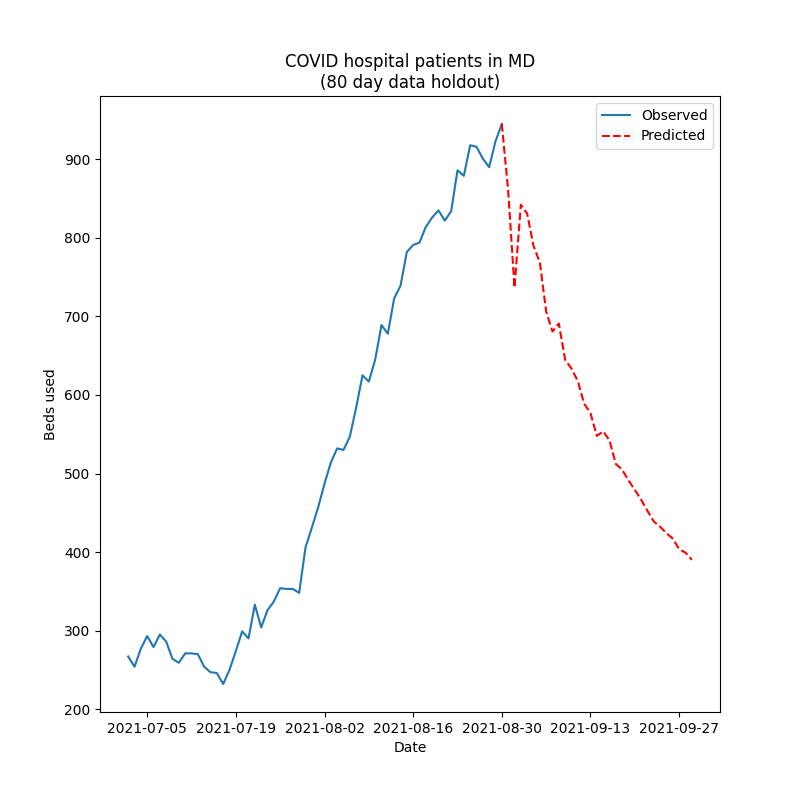 COVID hospital patients in MD
(80 day data holdout)
Observed
Predicted
Beds used
900
800
700
600
500
400
300
200
2021-07-05 2021-07-19 2021-08-02 2021-08-16 2021-08-30 2021-09-13 2021-09-27
Date